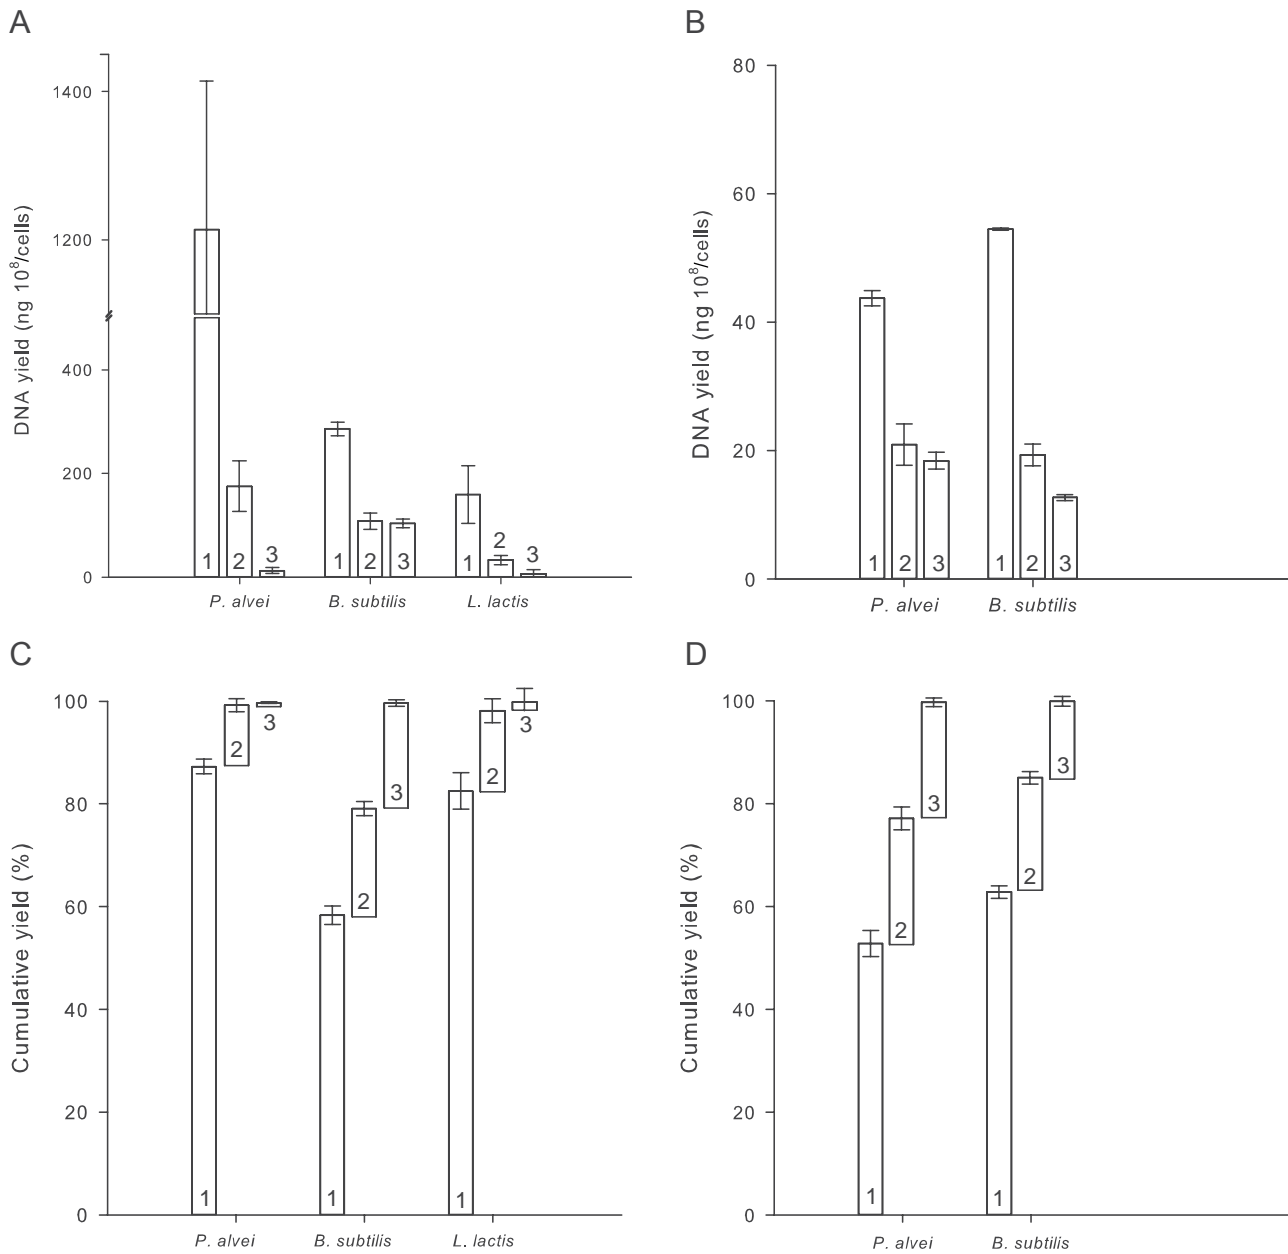 A
DNA yield (ng 10⁸/cells)
1400
1200
400
200
0
1 2 3
1 2 3
1 2 3
P. alvei B. subtilis L. lactis
B
DNA yield (ng 10⁸/cells)
80
60
40
20
0
1 2 3
1 2 3
P. alvei B. subtilis
C
Cumulative yield (%)
100
80
60
40
20
0
1 2 3
1 2 3
1 2 3
P. alvei B. subtilis L. lactis
D
Cumulative yield (%)
100
80
60
40
20
0
1 2 3
1 2 3
P. alvei B. subtilis